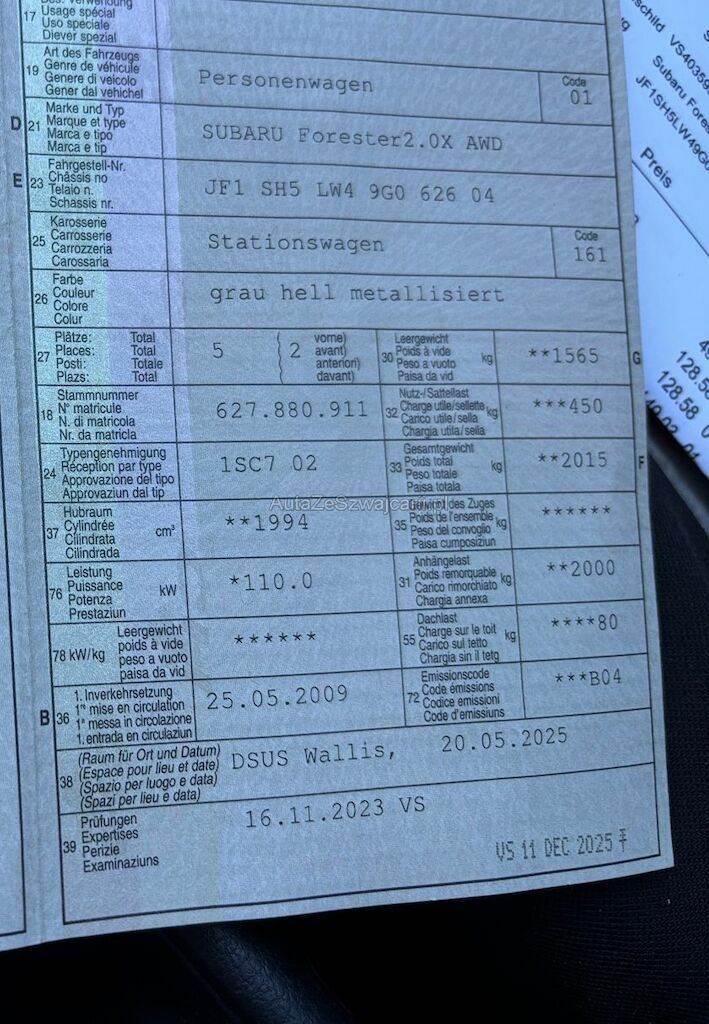 Bes. Verwendung
17 Usage spécial
Uso speciale
Diever spezial
19 Art des Fahrzeugs
Genre de véhicule
Genere di veicolo
Gener dal vehichel
Personenwagen
Code
01
D 21 Marke und Typ
Marque et type
Marca e tipo
Marca e tip
SUBARU Forester2.0X AWD
E 23 Fahrgestell-Nr.
Châssis no
Telaio n.
Schassis nr.
JF1 SH5 LW4 9G0 626 04
25 Karosserie
Carrosserie
Carrozzeria
Carossaria
Stationswagen
Code
161
26 Farbe
Couleur
Colore
Colur
grau hell metallisiert
27 Plätze: Total
Places: Total
Posti: Totale
Plazs: Total
5 ( 2 vorne)
avant)
anteriori)
davant)
30 Leergewicht
Poids à vide kg
Peso a vuoto
Paisa da vid
**1565 G
18 Stammnummer
N° matricule
N. di matricola
Nr. da matricla
627.880.911
32 Nutz-/Sattellast
Charge utile/sellette kg
Carico utile/sella
Chargia utila/sella
***450
24 Typengenehmigung
Réception par type
Approvazione del tipo
Approvaziun dal tip
1SC7 02
33 Gesamtgewicht
Poids total kg
Peso totale
Paisa totala
**2015 F
37 Hubraum
Cylindrée cm³
Cilindrata
Cilindrada
**1994
35 Gewicht des Zuges
Poids de l'ensemble kg
Peso del convoglio
Paisa cumposiziun
******
76 Leistung
Puissance kW
Potenza
Prestaziun
*110.0
31 Anhängelast
Poids remorquable kg
Carico rimorchiato
Chargia annexa
**2000
78 kW/kg Leergewicht
poids à vide
peso a vuoto
paisa da vid
******
55 Dachlast
Charge sur le toit kg
Carico sul tetto
Chargia sin il tetg
****80
B 36 1. Inverkehrsetzung
1re mise en circulation
1a messa in circolazione
1. entrada en circulaziun
25.05.2009
72 Emissionscode
Code émissions
Codice emissioni
Code d'emissiuns
***B04
38 (Raum für Ort und Datum)
(Espace pour lieu et date)
(Spazio per luogo e data)
(Spazi per lieu e data)
DSUS Wallis, 20.05.2025
39 Prüfungen
Expertises
Perizie
Examinaziuns
16.11.2023 VS
VS 11 DEC 2025
Subaru Fores
JF1SH5LW49G0
Preis
128.58